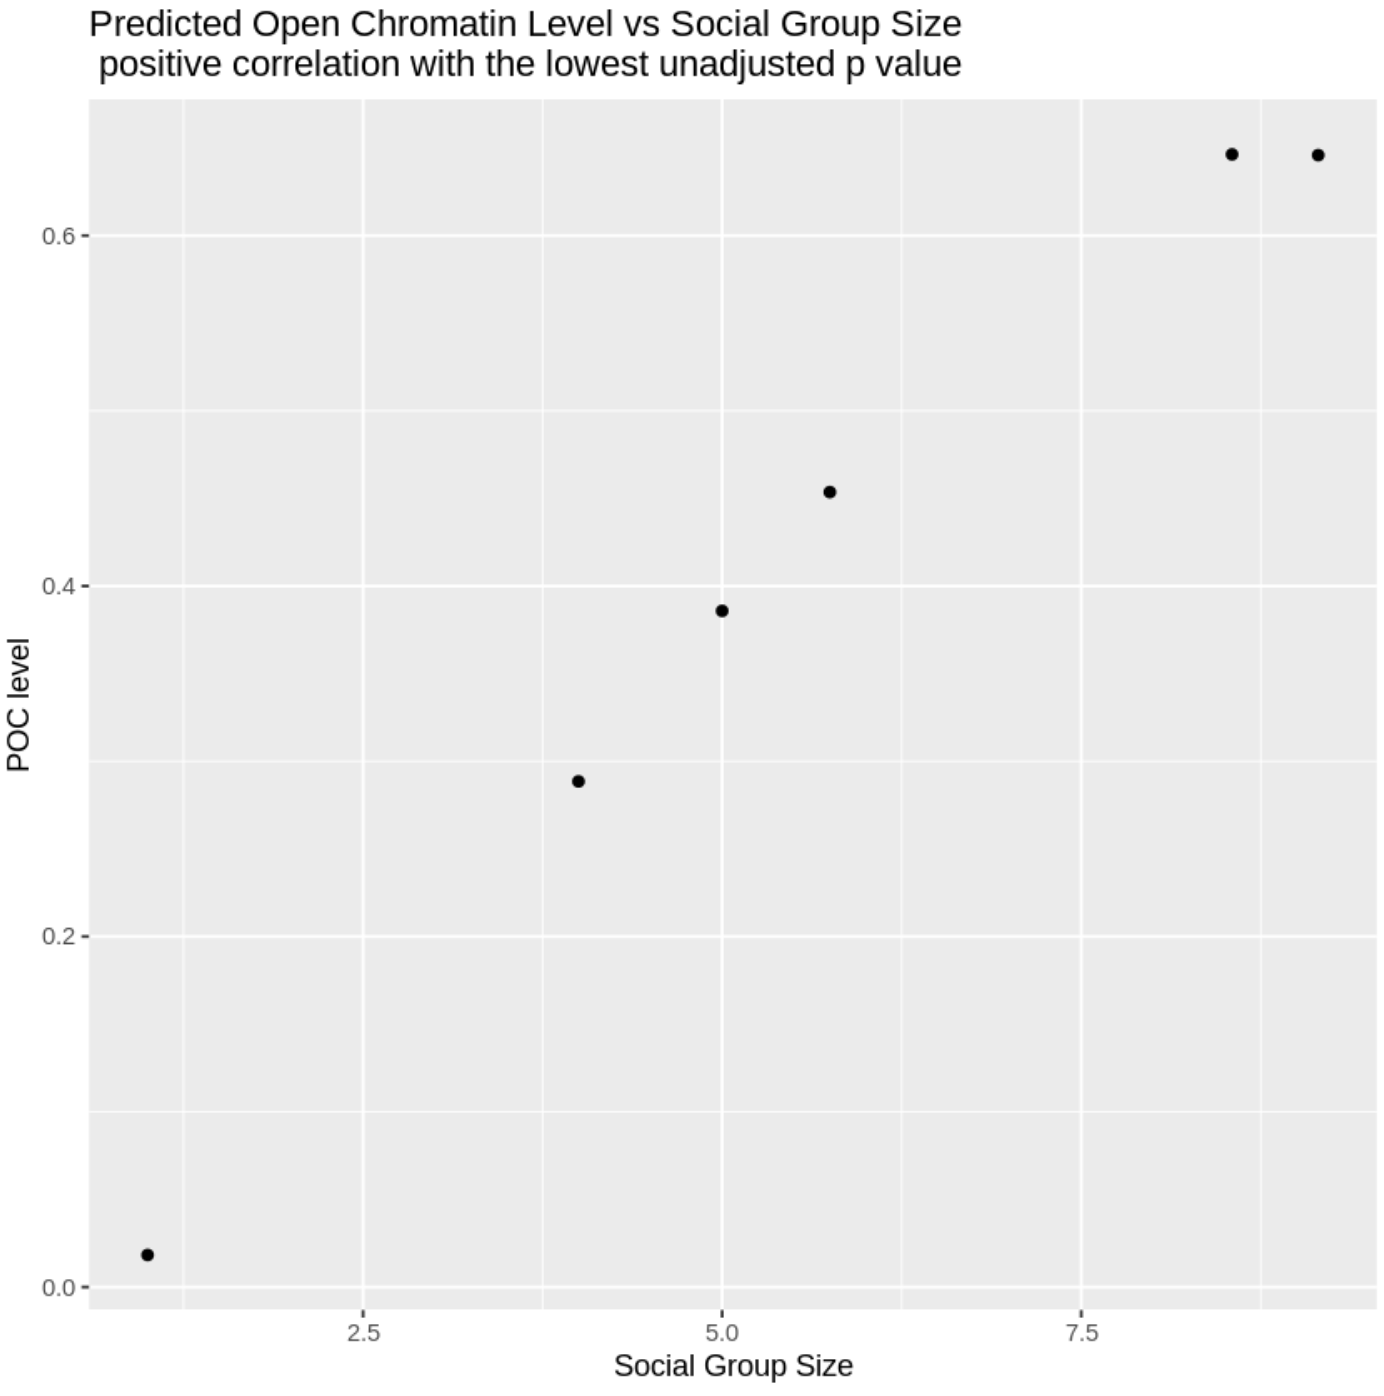 Predicted Open Chromatin Level vs Social Group Size
positive correlation with the lowest unadjusted p value
0.6
0.4
0.2
0.0
POC level
2.5 5.0 7.5
Social Group Size